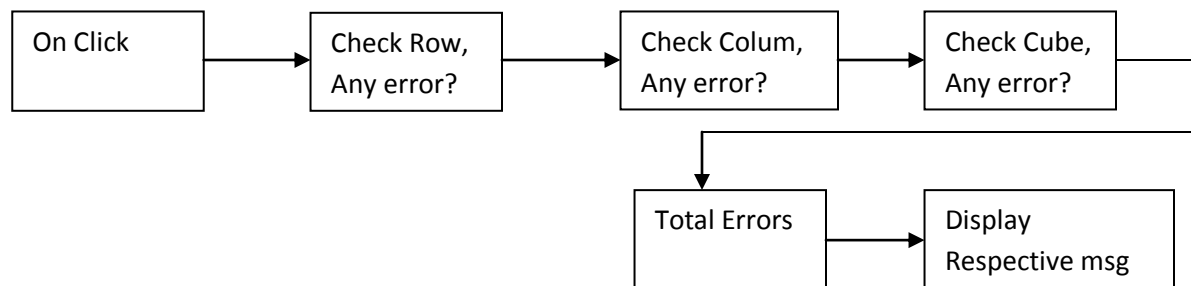 On Click
Check Row,
Any error?
Check Colum,
Any error?
Check Cube,
Any error?
Total Errors
Display
Respective msg